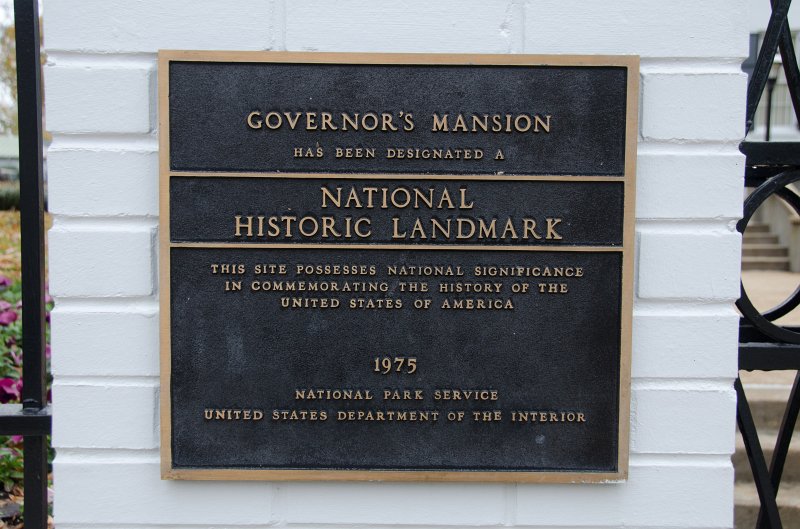 GOVERNOR'S MANSION
HAS BEEN DESIGNATED A
NATIONAL
HISTORIC LANDMARK
THIS SITE POSSESSES NATIONAL SIGNIFICANCE
IN COMMEMORATING THE HISTORY OF THE
UNITED STATES OF AMERICA
1975
NATIONAL PARK SERVICE
UNITED STATES DEPARTMENT OF THE INTERIOR